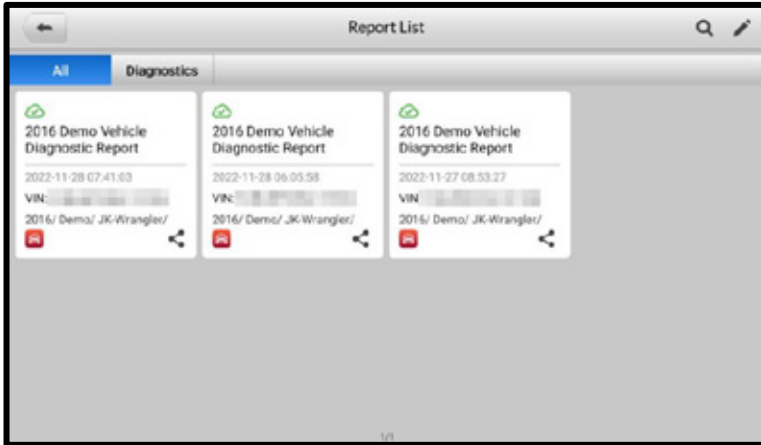 Report List
All
Diagnostics
2016 Demo Vehicle
Diagnostic Report
2022-11-28 07:41:03
VIN:
2016/ Demo/ JK-Wrangler/
2016 Demo Vehicle
Diagnostic Report
2022-11-28 06:05:58
VIN:
2016/ Demo/ JK-Wrangler/
2016 Demo Vehicle
Diagnostic Report
2022-11-27 08:53:27
VIN
2016/ Demo/ JK-Wrangler/
1/1